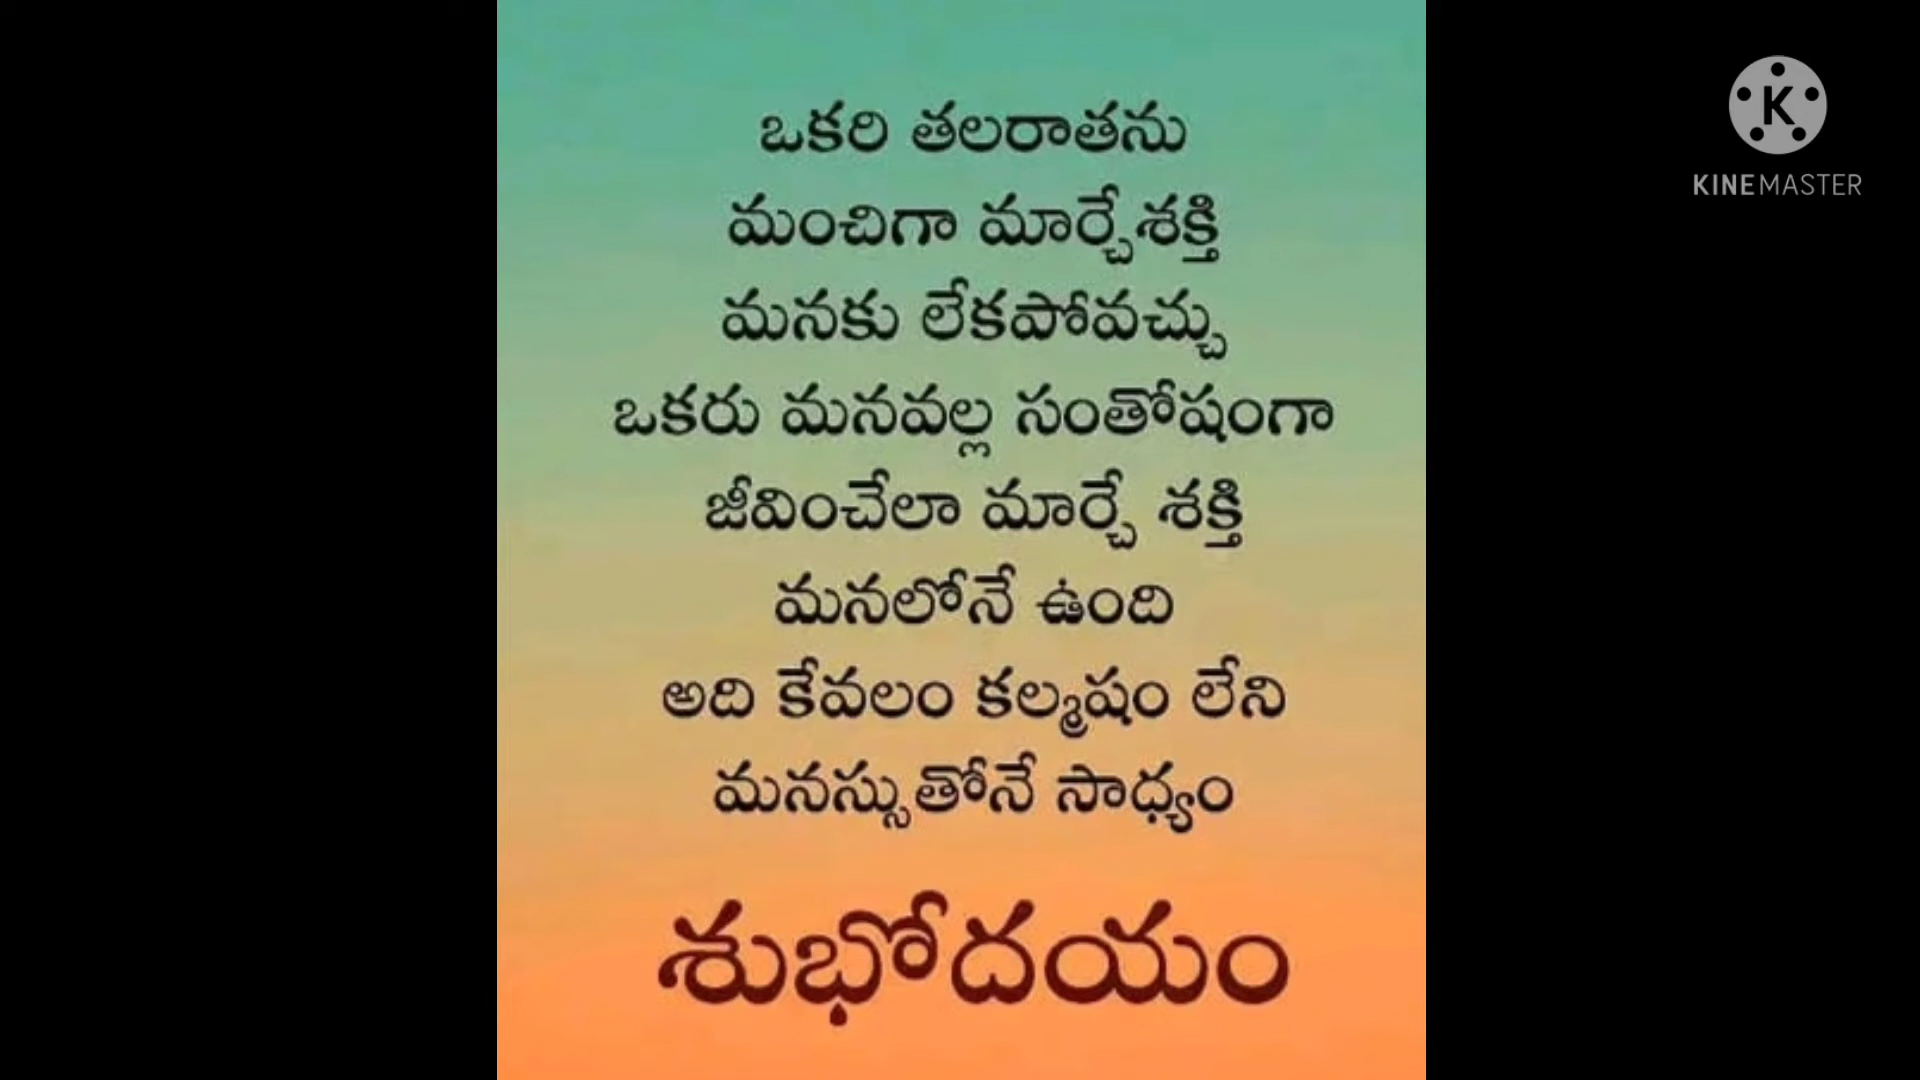 ఒకరి తలరాతను
మంచిగా మార్చేశక్తి
మనకు లేకపోవచ్చు
ఒకరు మనవల్ల సంతోషంగా
జీవించేలా మార్చే శక్తి
మనలోనే ఉంది
అది కేవలం కల్మషం లేని
మనస్సుతోనే సాధ్యం
శుభోదయం
K
KINEMASTER